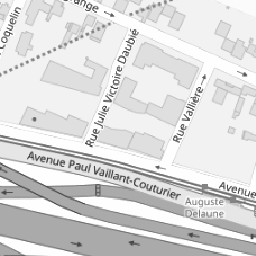 Coquelin
Rue Julie Victoire Daubié
Rue Vallière
Avenue Paul Vaillant-Couturier
Avenue
Auguste
Delaune